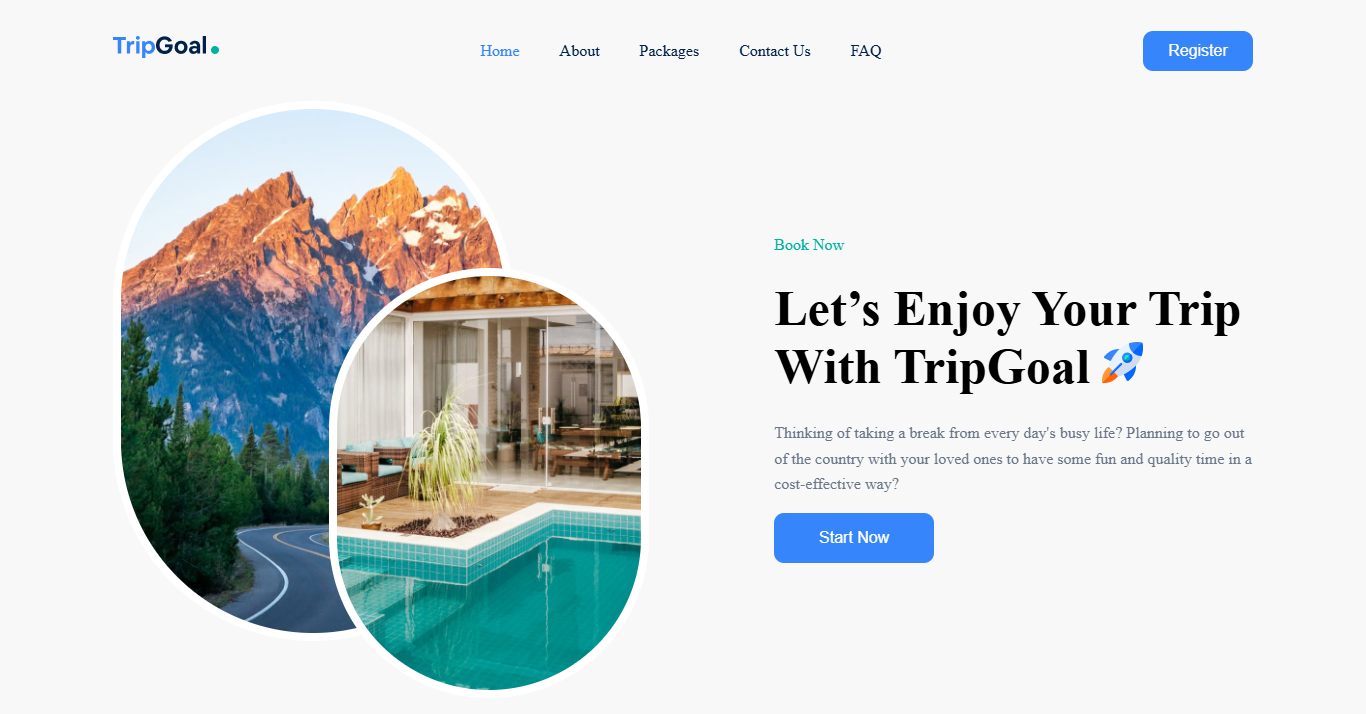 TripGoal
Home About Packages Contact Us FAQ
Register
Book Now
Let’s Enjoy Your Trip
With TripGoal 🚀
Thinking of taking a break from every day's busy life? Planning to go out
of the country with your loved ones to have some fun and quality time in a
cost-effective way?
Start Now